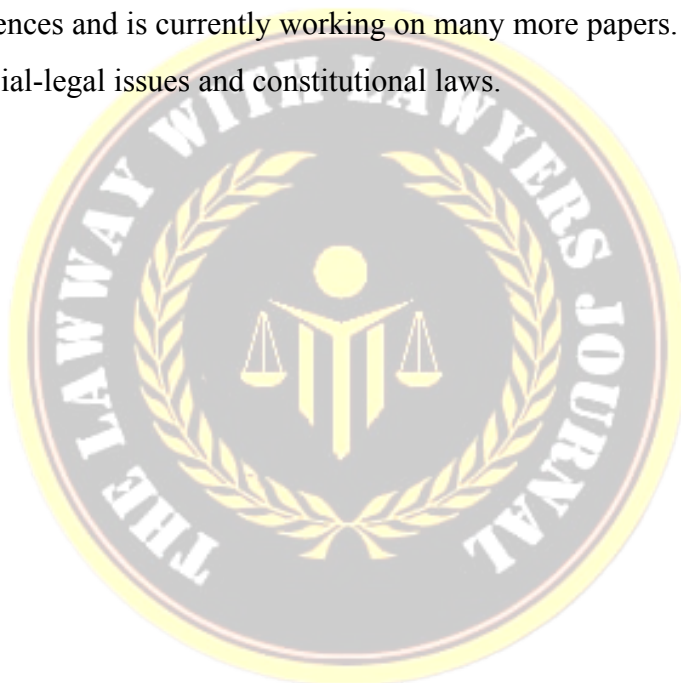 ences and is currently working on many more papers.
ial-legal issues and constitutional laws.
THE LAWWAY WITH LAWYERS JOURNAL